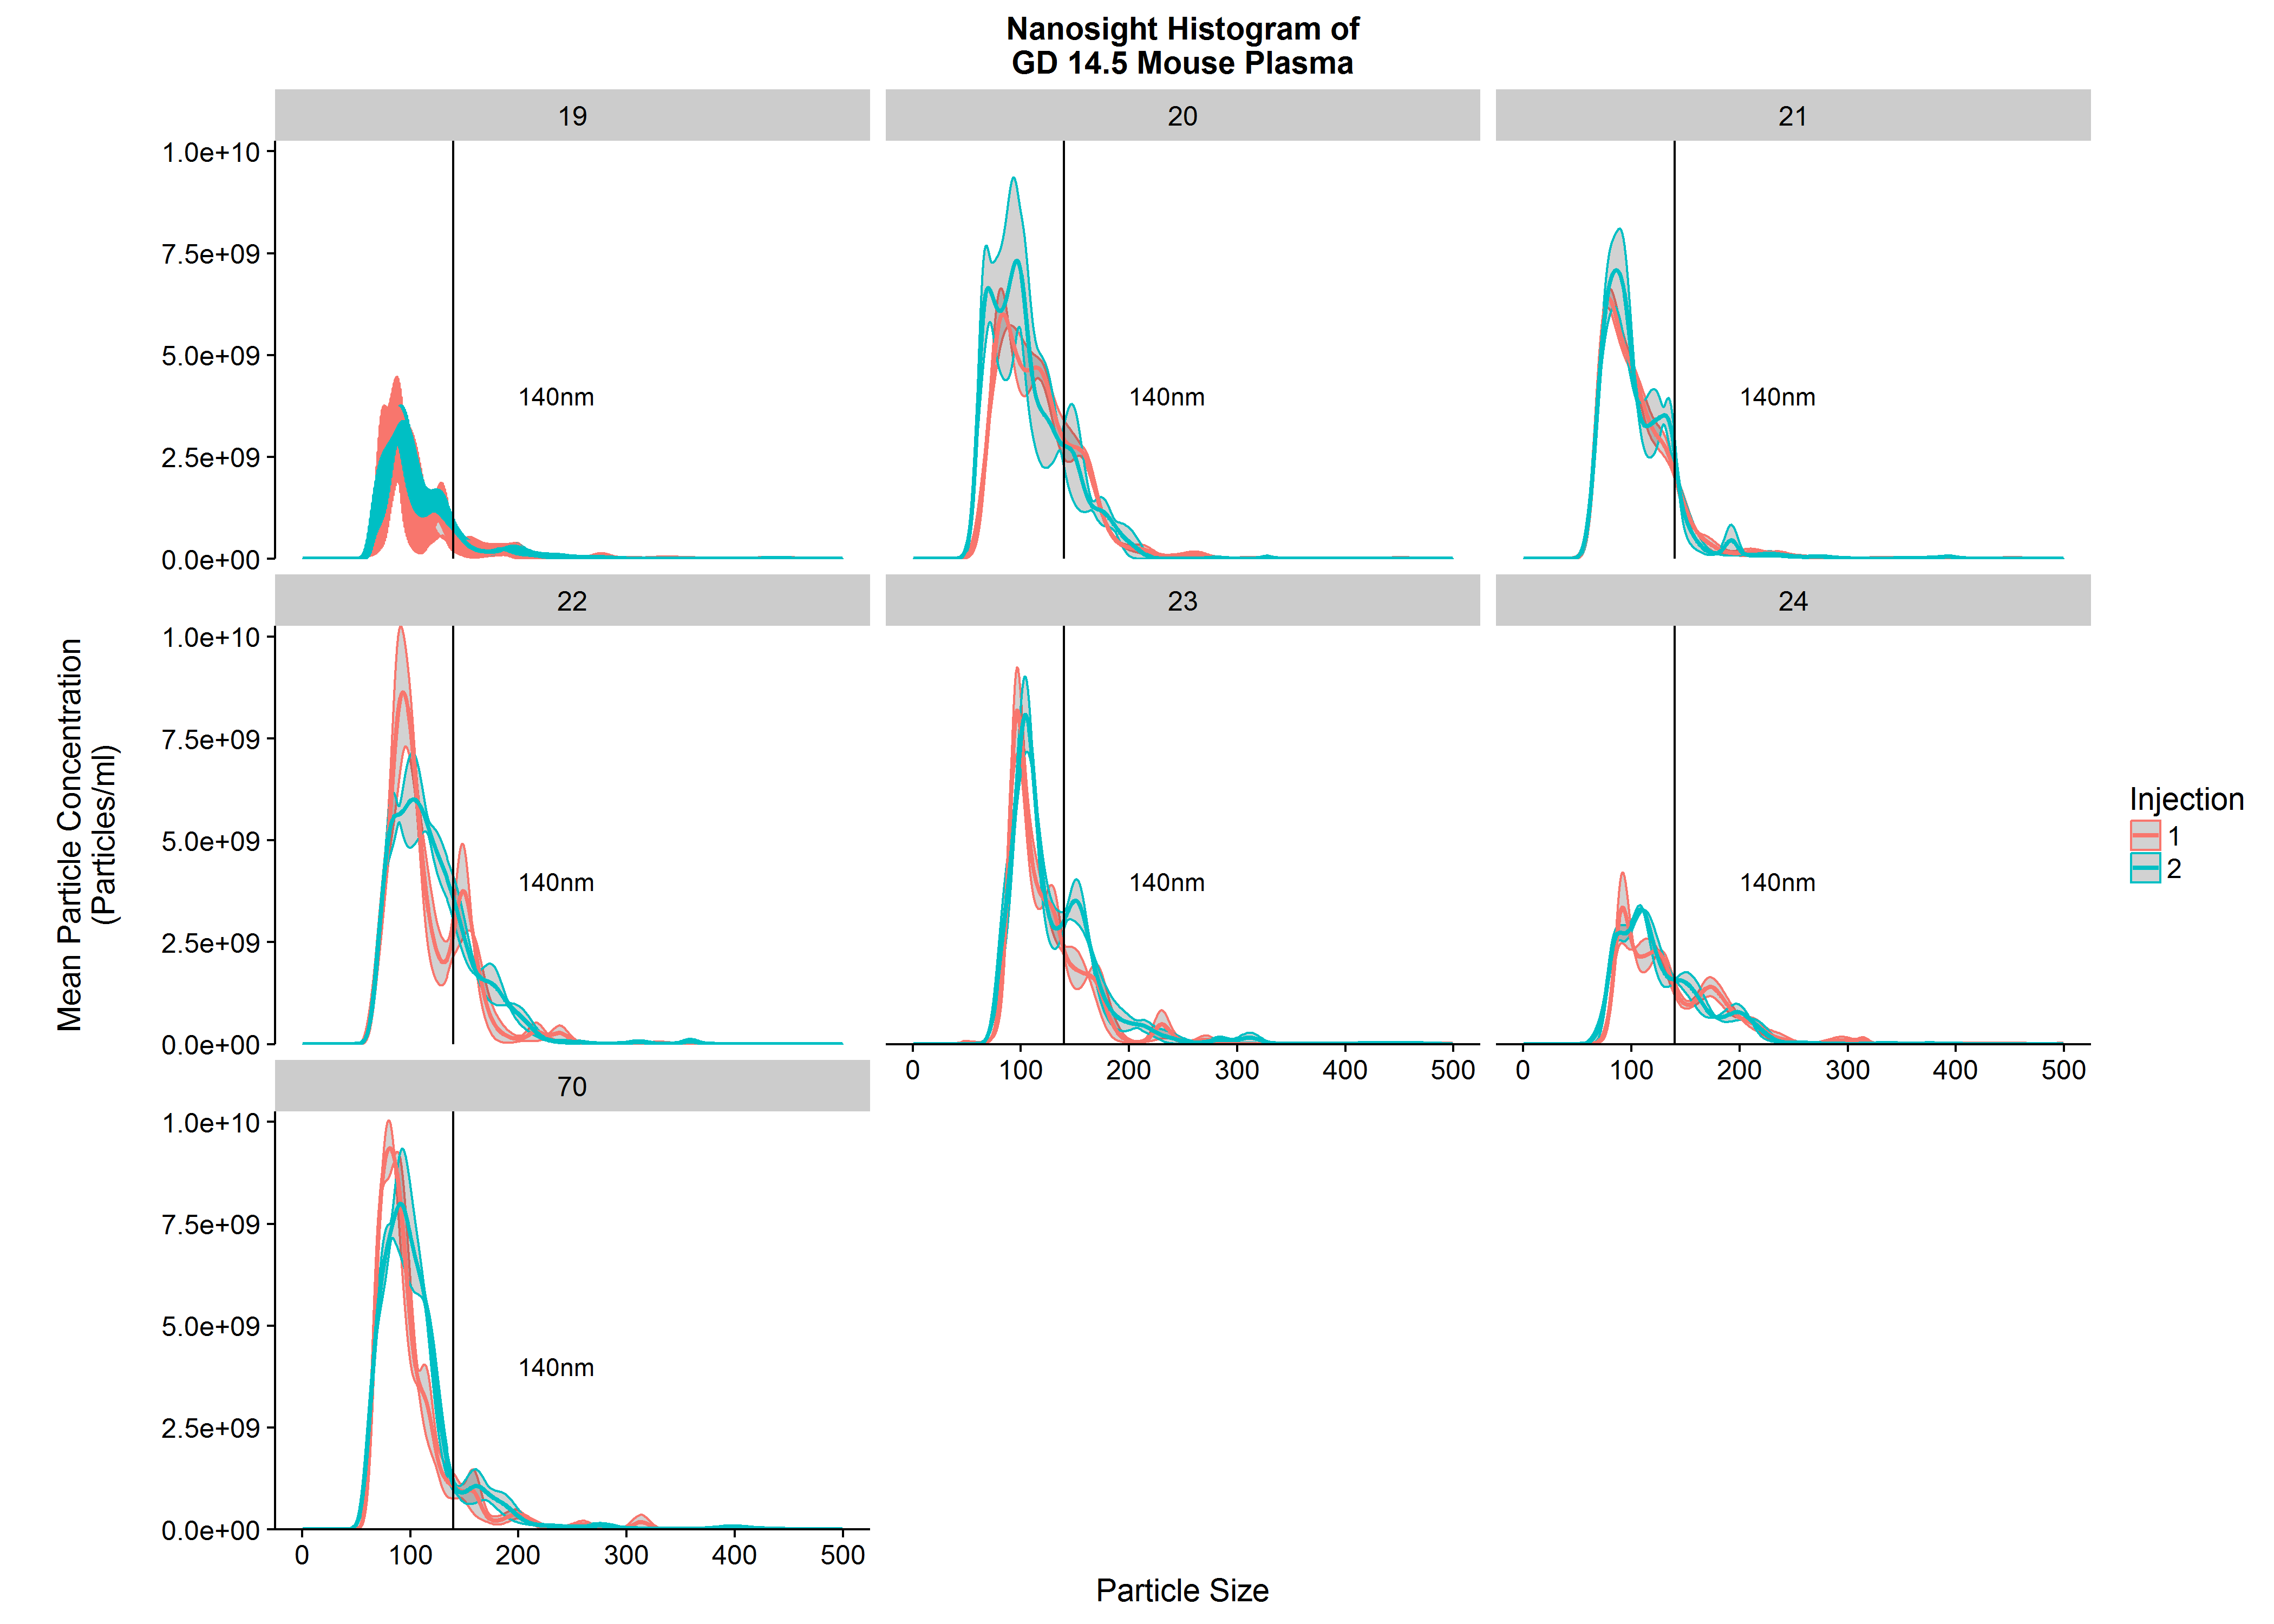 Nanosight Histogram of
GD 14.5 Mouse Plasma
19
20
21
1.0e+10
7.5e+09
5.0e+09
2.5e+09
0.0e+00
140nm
140nm
140nm
22
23
24
1.0e+10
7.5e+09
5.0e+09
2.5e+09
0.0e+00
140nm
140nm
140nm
0 100 200 300 400 500
0 100 200 300 400 500
70
1.0e+10
7.5e+09
5.0e+09
2.5e+09
0.0e+00
140nm
0 100 200 300 400 500
Mean Particle Concentration
(Particles/ml)
Particle Size
Injection
1
2